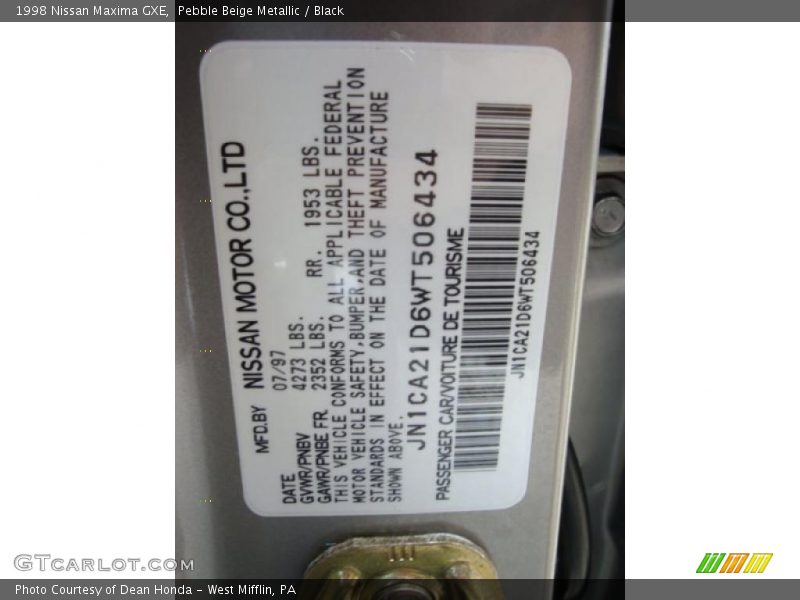 1998 Nissan Maxima GXE, Pebble Beige Metallic / Black
MFD.BY NISSAN MOTOR CO.,LTD
DATE 07/97
GVWR/PNBV 4273 LBS.
GAWR/PNBE FR. 2352 LBS. RR. 1953 LBS.
THIS VEHICLE CONFORMS TO ALL APPLICABLE FEDERAL
MOTOR VEHICLE SAFETY,BUMPER,AND THEFT PREVENTION
STANDARDS IN EFFECT ON THE DATE OF MANUFACTURE
SHOWN ABOVE.
JN1CA21D6WT506434
PASSENGER CAR/VOITURE DE TOURISME
JN1CA21D6WT506434
GTcarlot.com
Photo Courtesy of Dean Honda - West Mifflin, PA